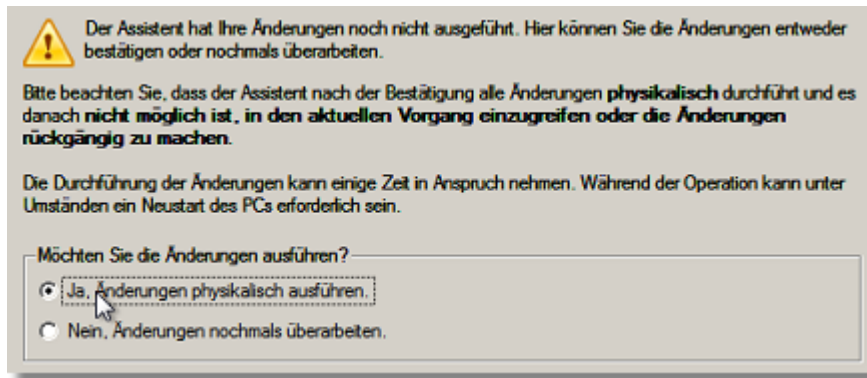 Der Assistent hat Ihre Änderungen noch nicht ausgeführt. Hier können Sie die Änderungen entweder
bestätigen oder nochmals überarbeiten.
Bitte beachten Sie, dass der Assistent nach der Bestätigung alle Änderungen physikalisch durchführt und es
danach nicht möglich ist, in den aktuellen Vorgang einzugreifen oder die Änderungen
rückgängig zu machen.
Die Durchführung der Änderungen kann einige Zeit in Anspruch nehmen. Während der Operation kann unter
Umständen ein Neustart des PCs erforderlich sein.
Möchten Sie die Änderungen ausführen?
Ja, Änderungen physikalisch ausführen.
Nein, Änderungen nochmals überarbeiten.